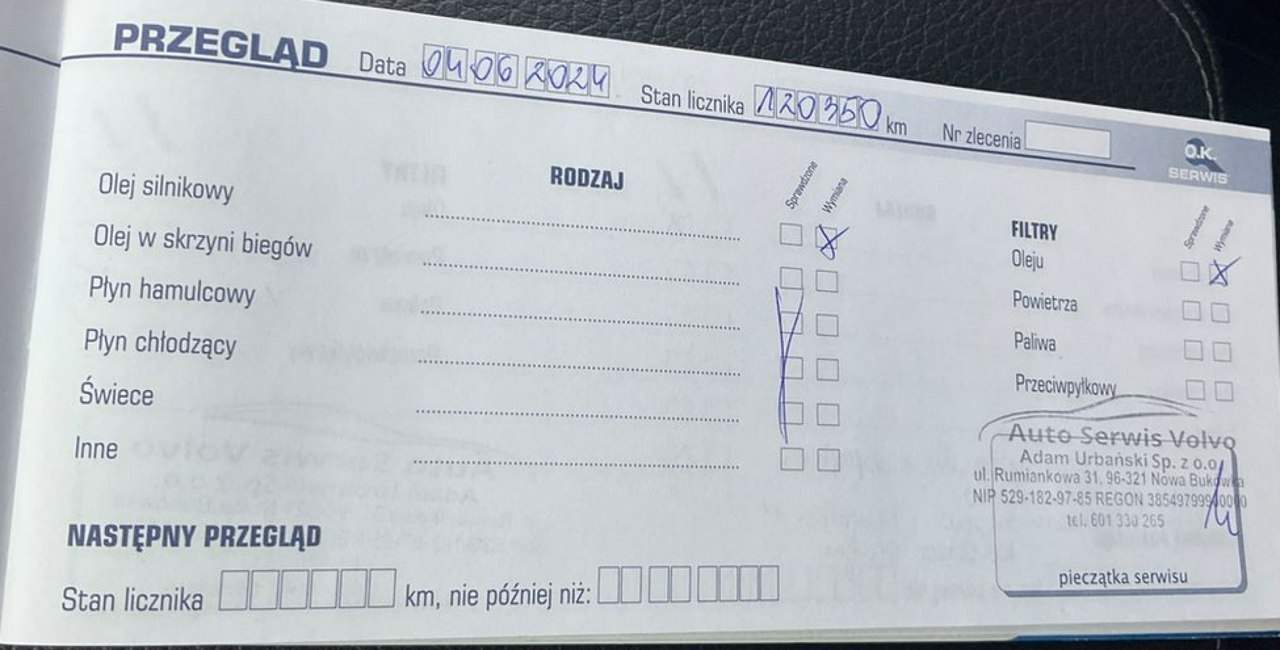 PRZEGLĄD Data 04 06 2024 Stan licznika 120350 km Nr zlecenia
O.K. SERWIS
RODZAJ Sprawdzone Wymiana
Olej silnikowy X
Olej w skrzyni biegów
Płyn hamulcowy
Płyn chłodzący
Świece
Inne
FILTRY Sprawdzone Wymiana
Oleju X
Powietrza
Paliwa
Przeciwpyłkowy
Auto Serwis Volvo
Adam Urbański Sp. z o.o.
ul. Rumiankowa 31, 96-321 Nowa Bukówka
NIP 529-182-97-85 REGON
tel. 601 330 265
pieczątka serwisu
NASTĘPNY PRZEGLĄD
Stan licznika km, nie później niż: